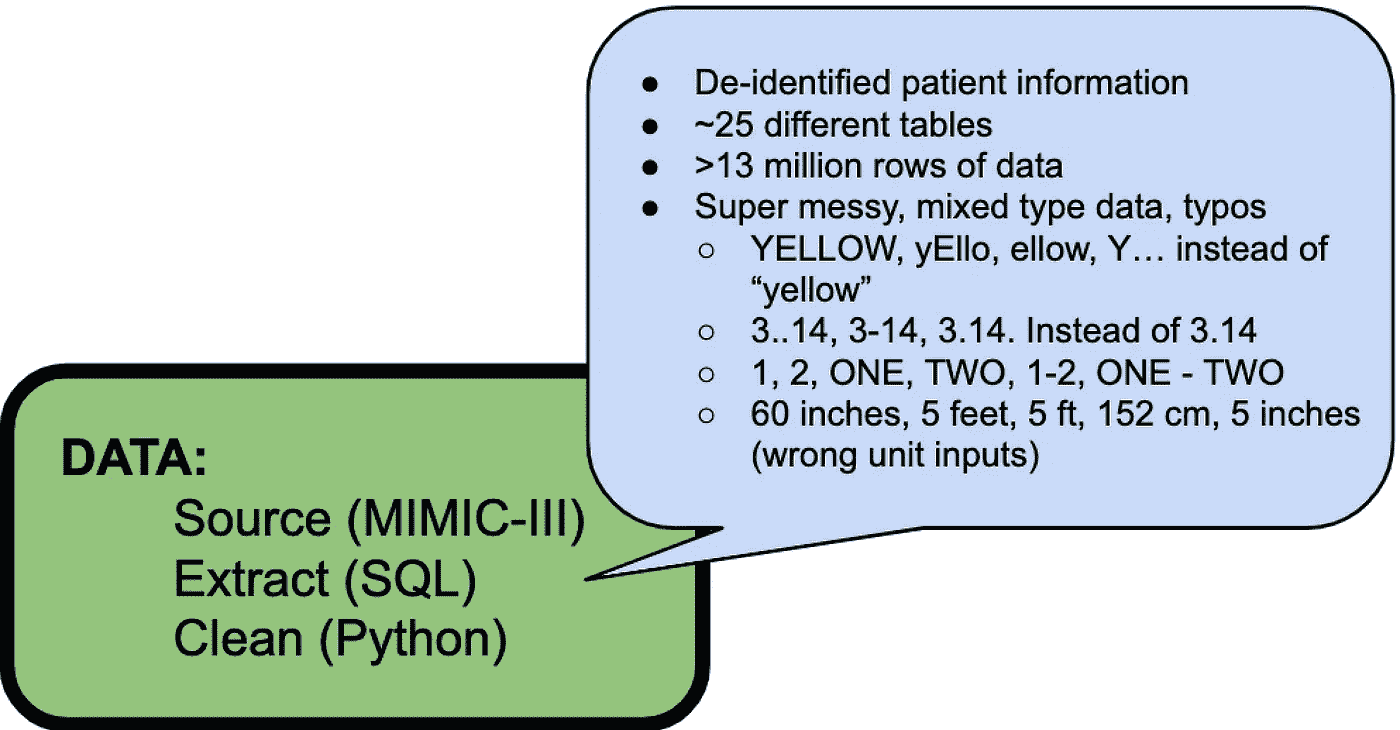 ● De-identified patient information
● ~25 different tables
● >13 million rows of data
● Super messy, mixed type data, typos
○ YELLOW, yEllo, ellow, Y… instead of
“yellow”
○ 3..14, 3-14, 3.14. Instead of 3.14
○ 1, 2, ONE, TWO, 1-2, ONE - TWO
○ 60 inches, 5 feet, 5 ft, 152 cm, 5 inches
(wrong unit inputs)
DATA:
Source (MIMIC-III)
Extract (SQL)
Clean (Python)